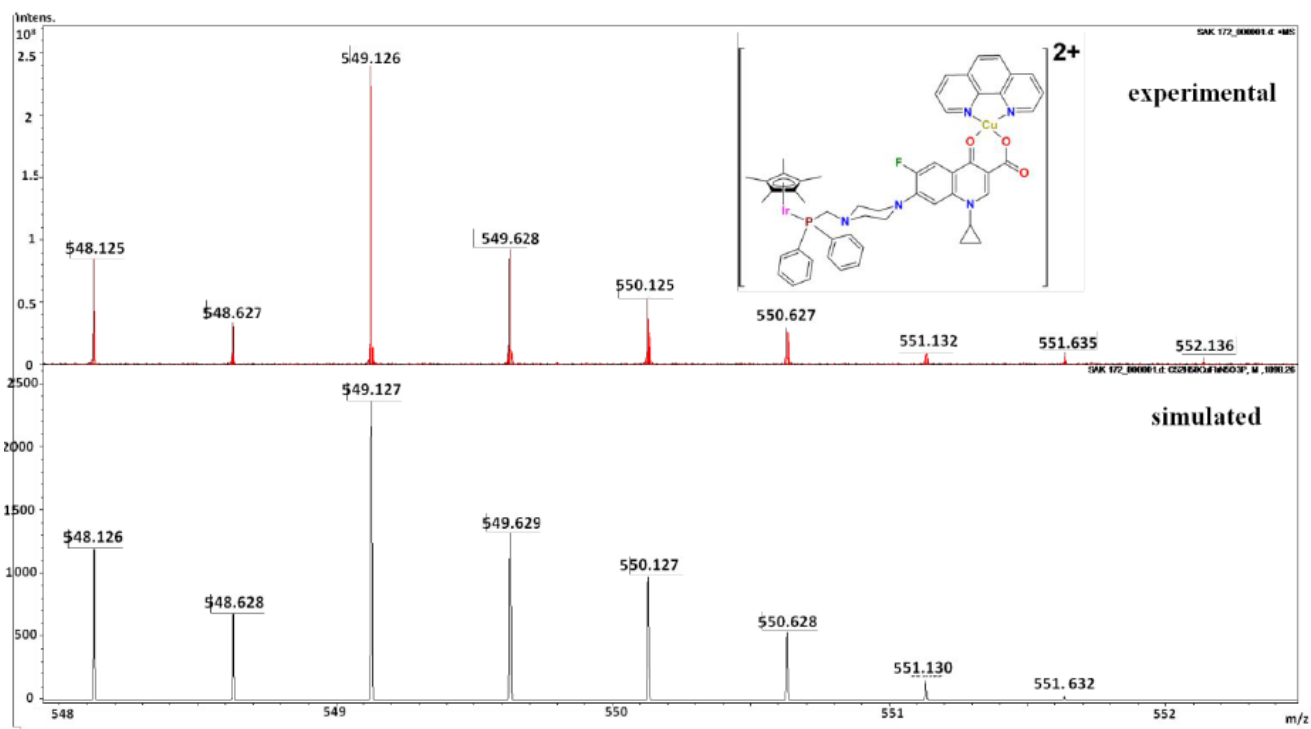 Intens.
10⁸
SAK 172_000001.d: +MS
2.5
2
1.5
1
0.5
0
548.125
548.627
549.126
549.628
550.125
550.627
551.132
551.635
552.136
experimental
2+
N N
Cu
O O
O
F
N
N
N
Ir
P
2500
2000
1500
1000
500
0
548.126
548.628
549.127
549.629
550.127
550.628
551.130
551.632
simulated
548 549 550 551 552
m/z